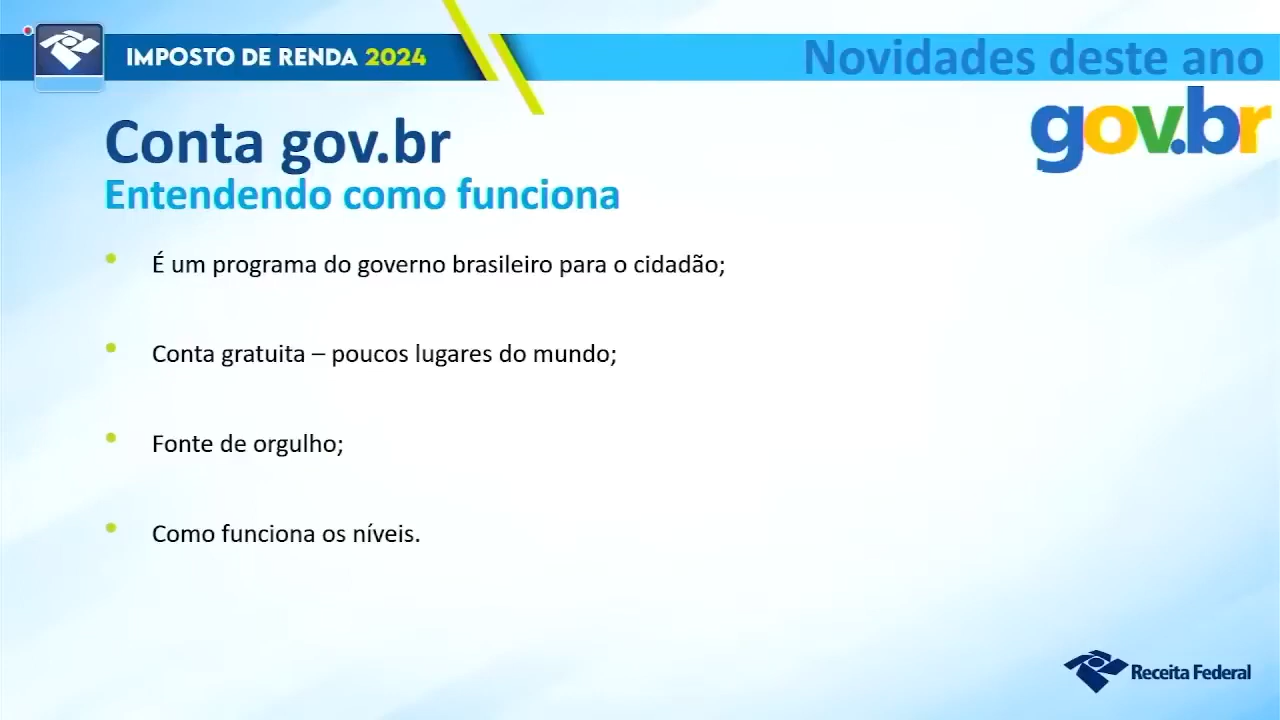 IMPOSTO DE RENDA 2024
Novidades deste ano
gov.br
Conta gov.br
Entendendo como funciona
• É um programa do governo brasileiro para o cidadão;
• Conta gratuita – poucos lugares do mundo;
• Fonte de orgulho;
• Como funciona os níveis.
Receita Federal